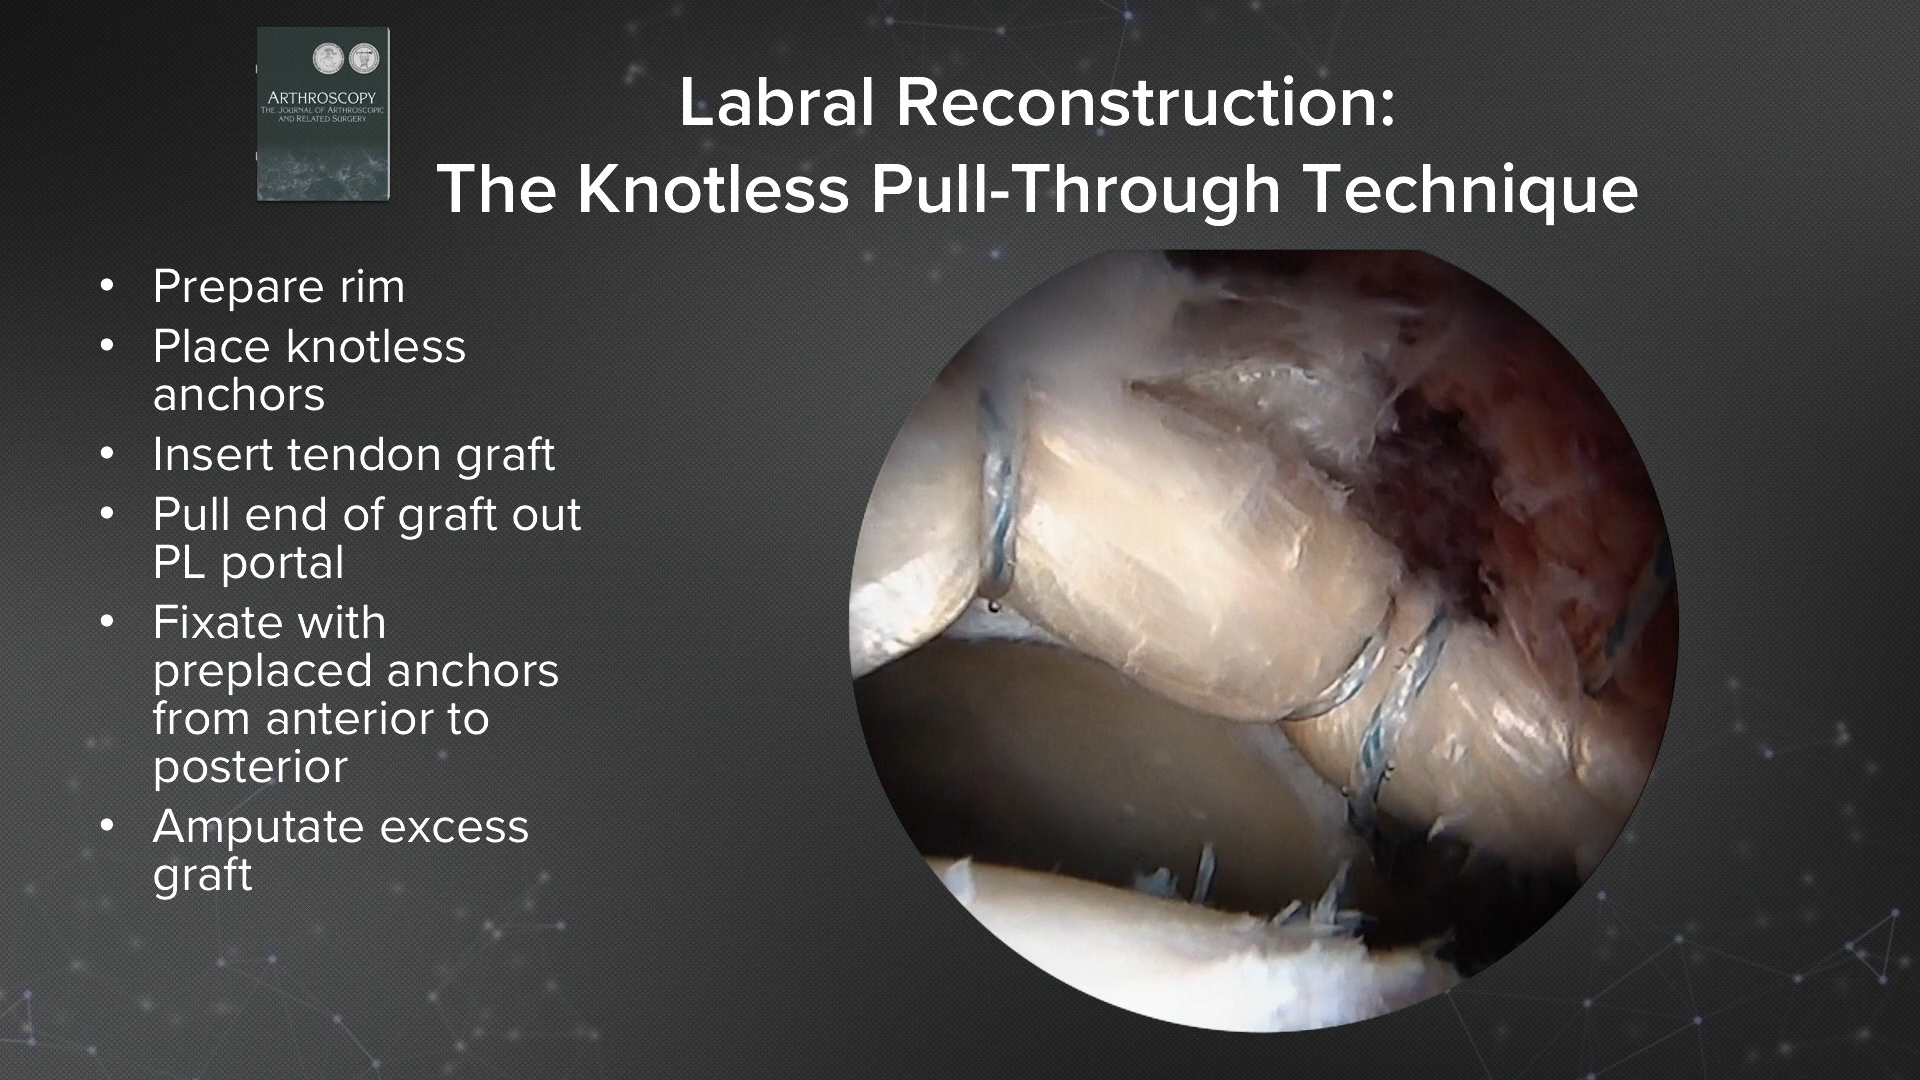 ARTHROSCOPY
THE JOURNAL OF ARTHROSCOPIC
AND RELATED SURGERY
Labral Reconstruction:
The Knotless Pull-Through Technique
• Prepare rim
• Place knotless
anchors
• Insert tendon graft
• Pull end of graft out
PL portal
• Fixate with
preplaced anchors
from anterior to
posterior
• Amputate excess
graft